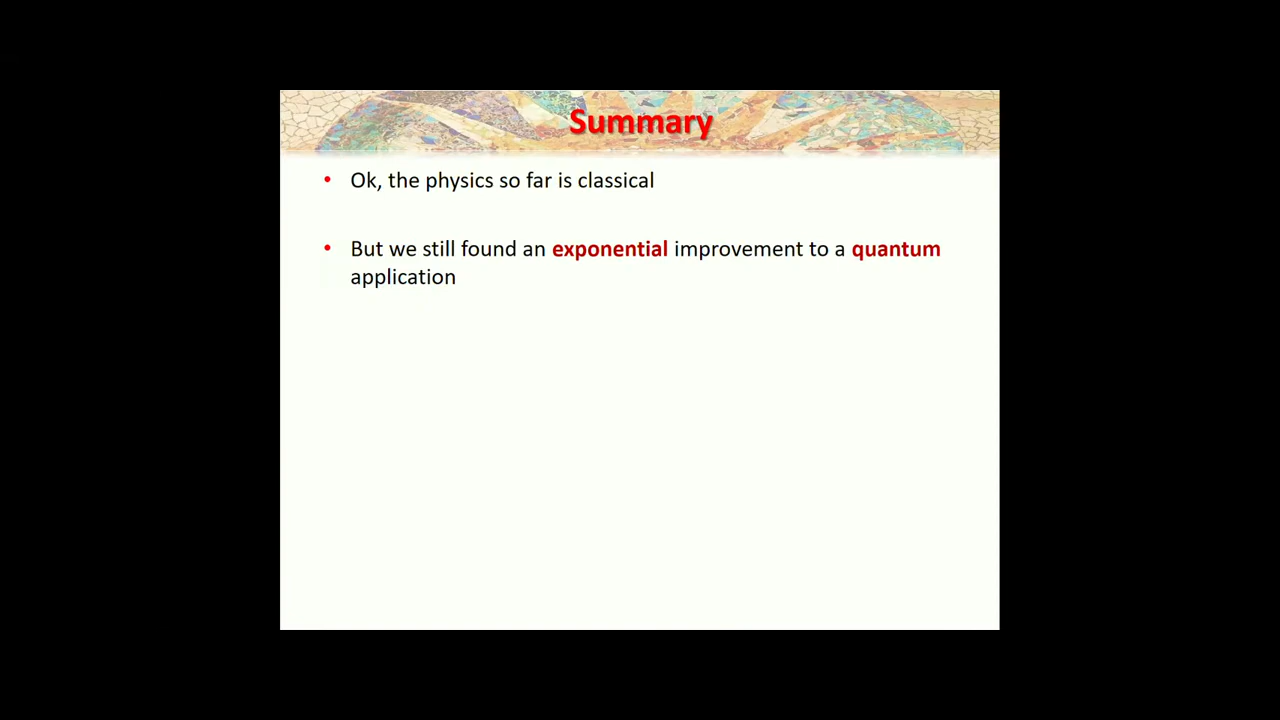 Summary
• Ok, the physics so far is classical
• But we still found an exponential improvement to a quantum
application